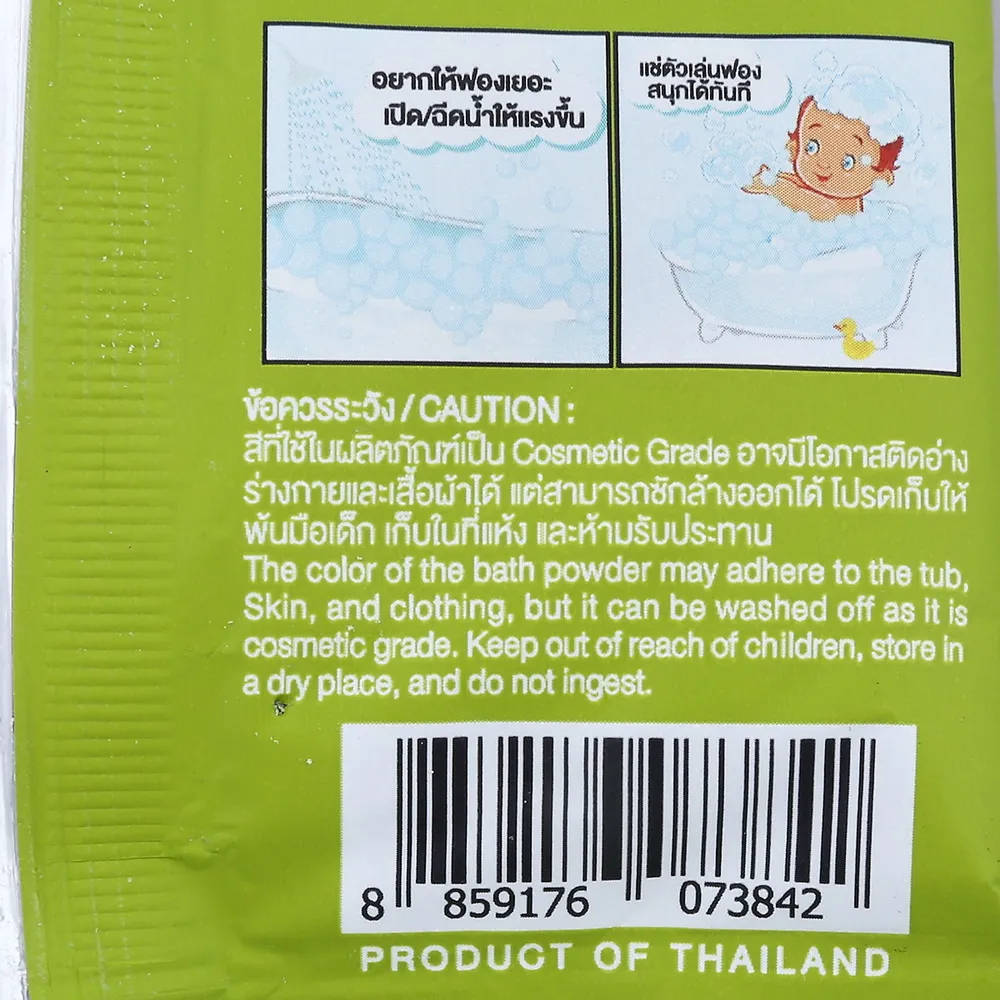 อยากให้ฟองเยอะ
เปิด/ฉีดน้ำให้แรงขึ้น
แช่ตัวเล่นฟอง
สนุกได้ทันที
ข้อควรระวัง / CAUTION :
สีที่ใช้ในผลิตภัณฑ์เป็น Cosmetic Grade อาจมีโอกาสติดอ่าง
ร่างกายและเสื้อผ้าได้ แต่สามารถซักล้างออกได้ โปรดเก็บให้
พ้นมือเด็ก เก็บในที่แห้ง และห้ามรับประทาน
The color of the bath powder may adhere to the tub,
Skin, and clothing, but it can be washed off as it is
cosmetic grade. Keep out of reach of children, store in
a dry place, and do not ingest.
8 859176 073842
PRODUCT OF THAILAND